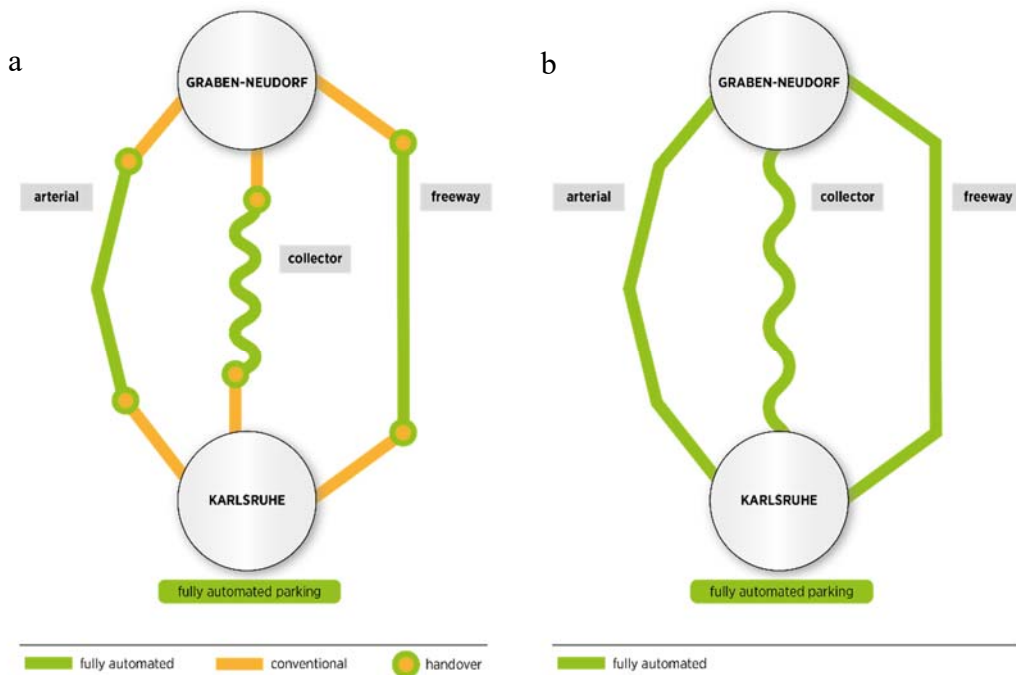 a
GRABEN-NEUDORF
arterial
freeway
collector
KARLSRUHE
fully automated parking
fully automated
conventional
handover
b
GRABEN-NEUDORF
arterial
collector
freeway
KARLSRUHE
fully automated parking
fully automated